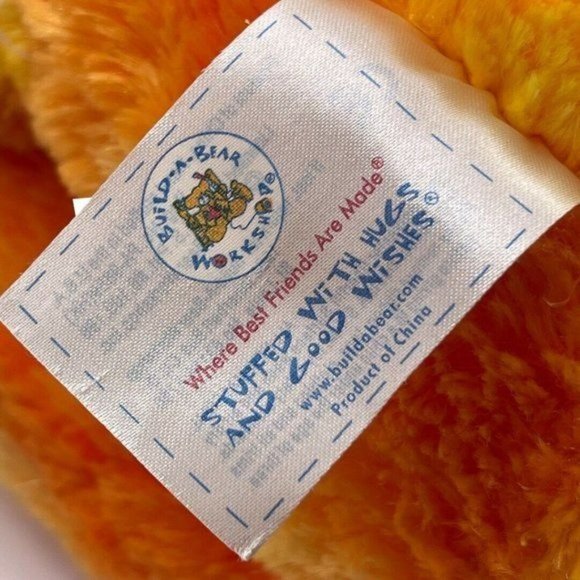 BUILD-A-BEAR
WORKSHOP®
Where Best Friends Are Made®
STUFFED WITH HUGS
AND GOOD WISHES®
www.buildabear.com
Product of China